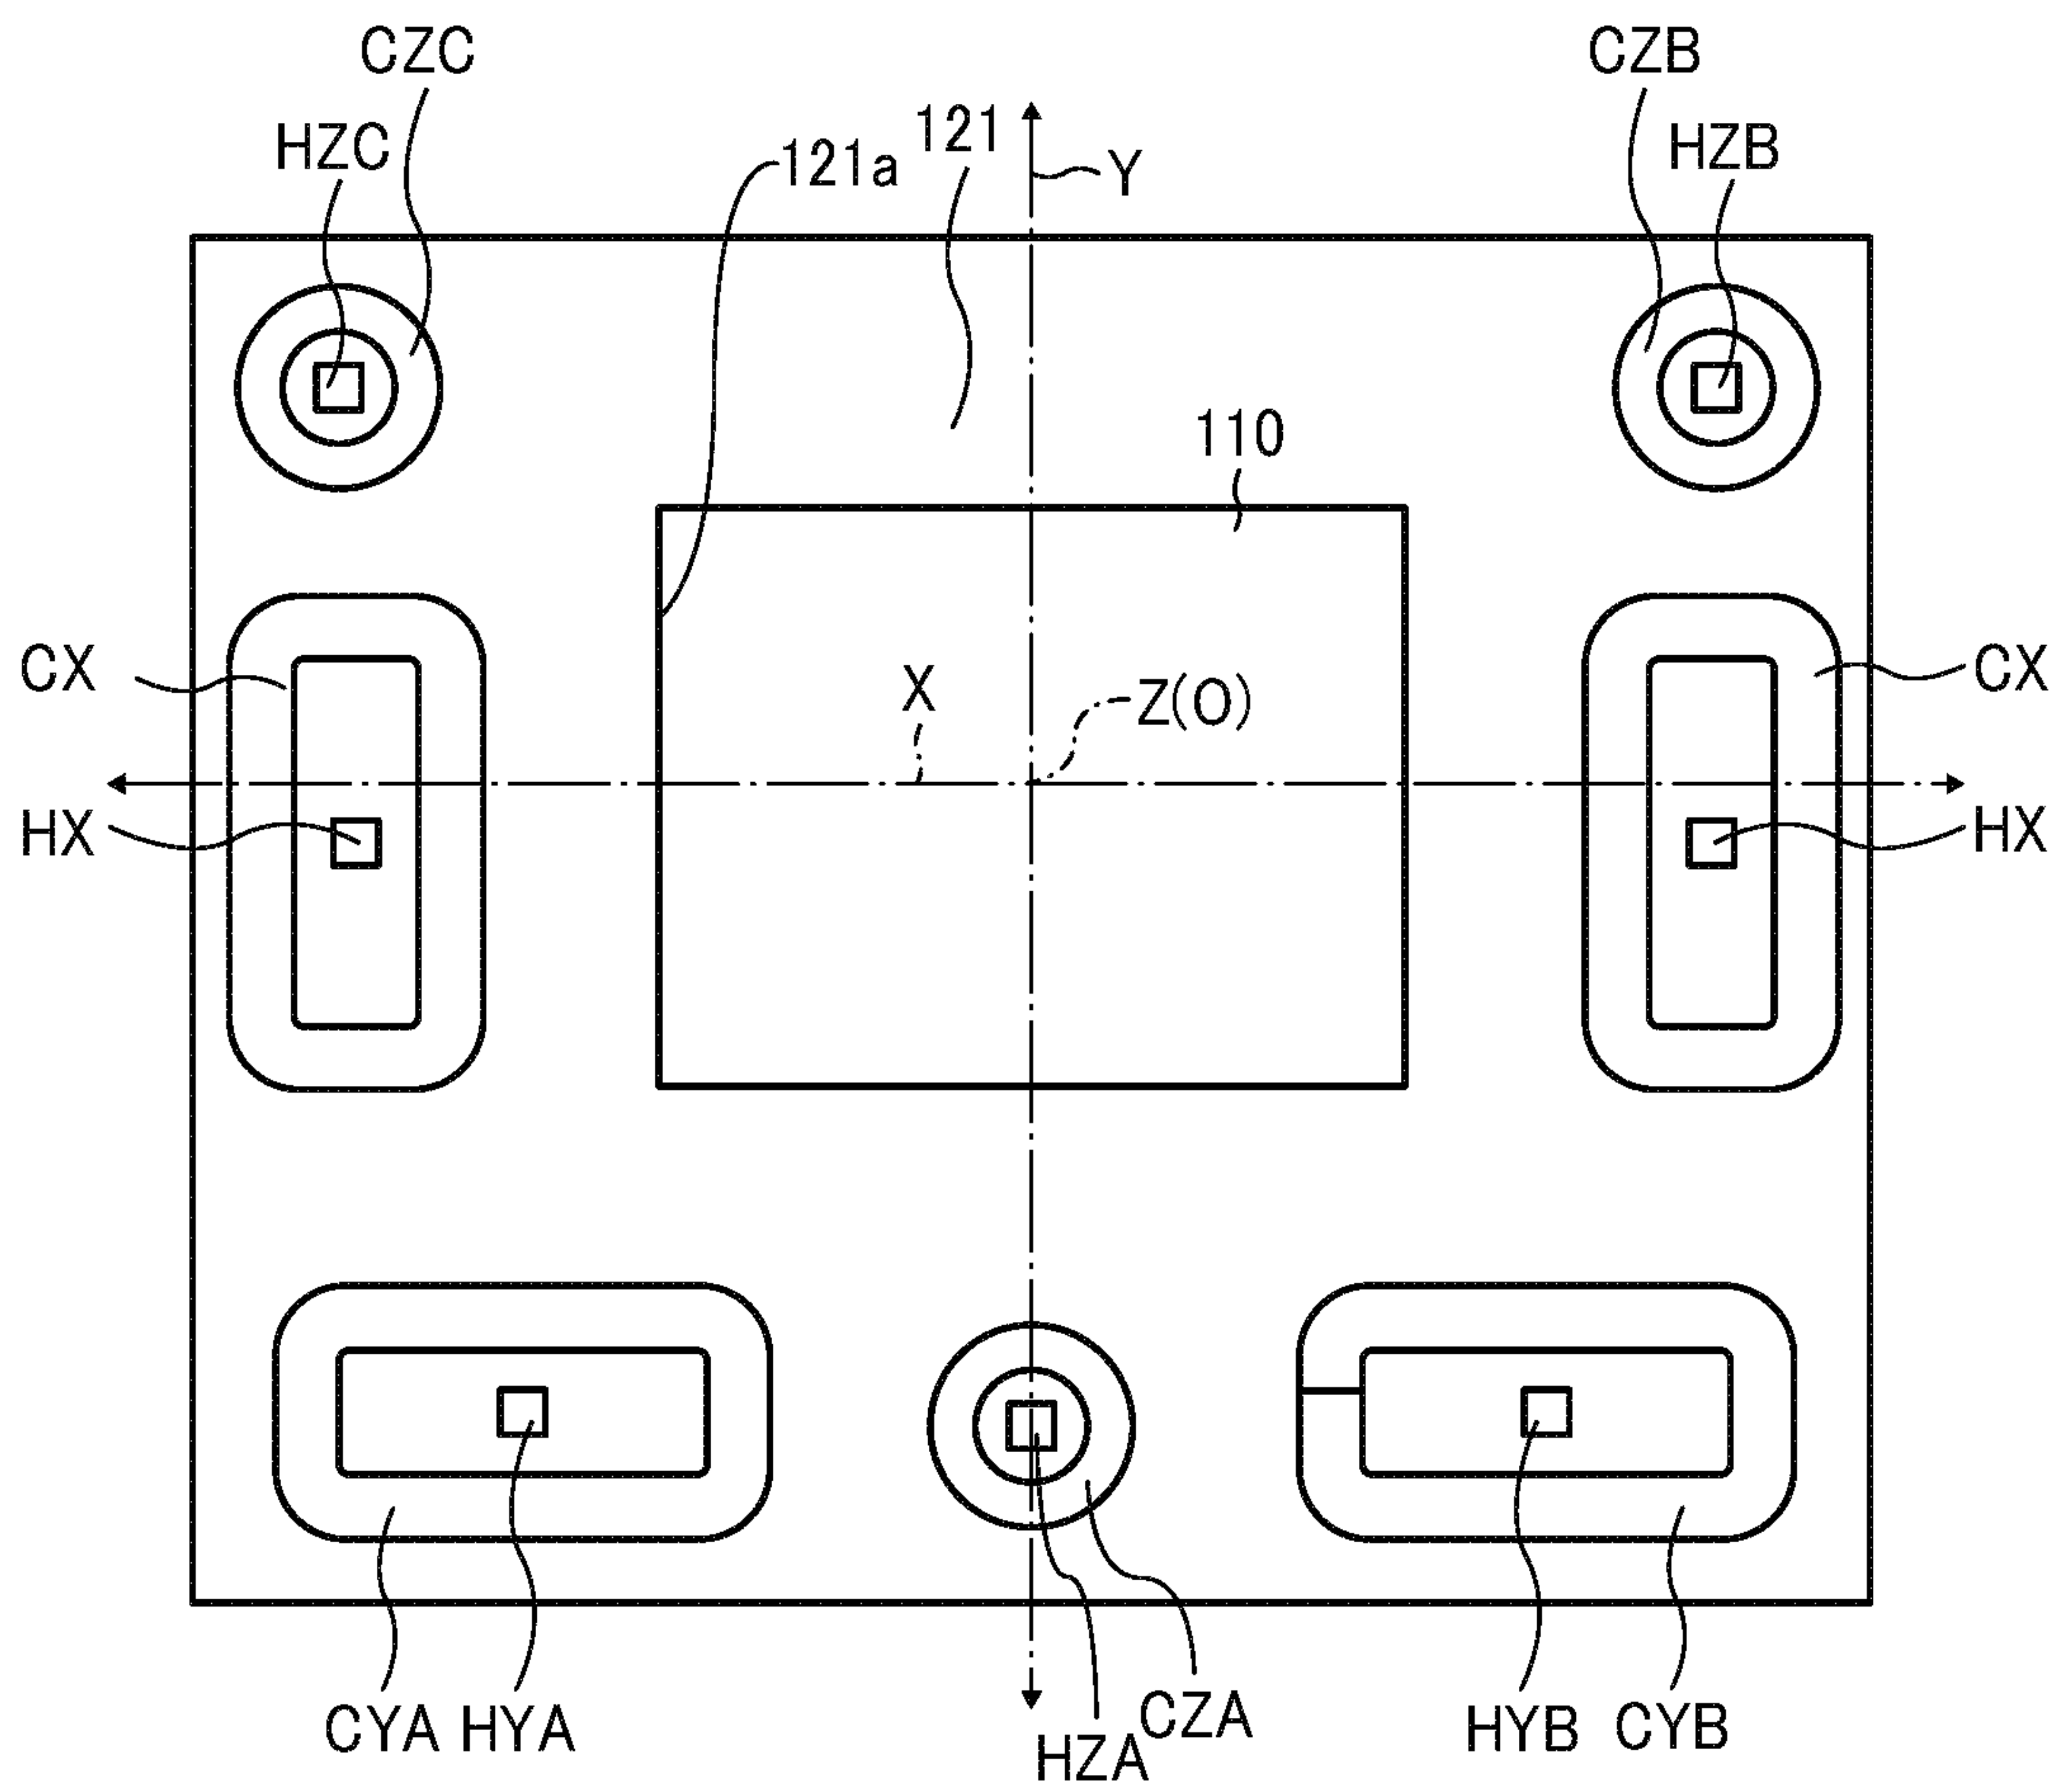 CZC
CZB
HZC
121a
121
Y
HZB
110
CX
X
Z(O)
CX
HX
HX
CYA
HYA
HZA
CZA
HYB
CYB